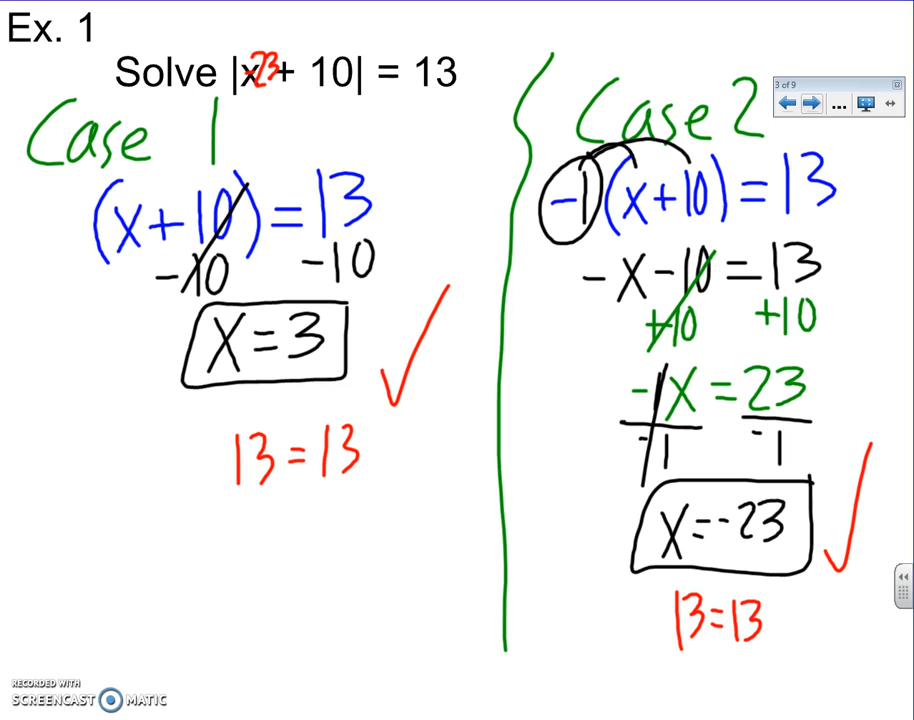 Ex. 1
Solve |x + 10| = 13
-23
Case 1
(x+10) = 13
-10 -10
x = 3
13 = 13
Case 2
-1(x+10) = 13
-x - 10 = 13
+10 +10
-1x = 23
-1 -1
x = -23
13 = 13
3 of 9
...
RECORDED WITH
SCREENCAST MATIC